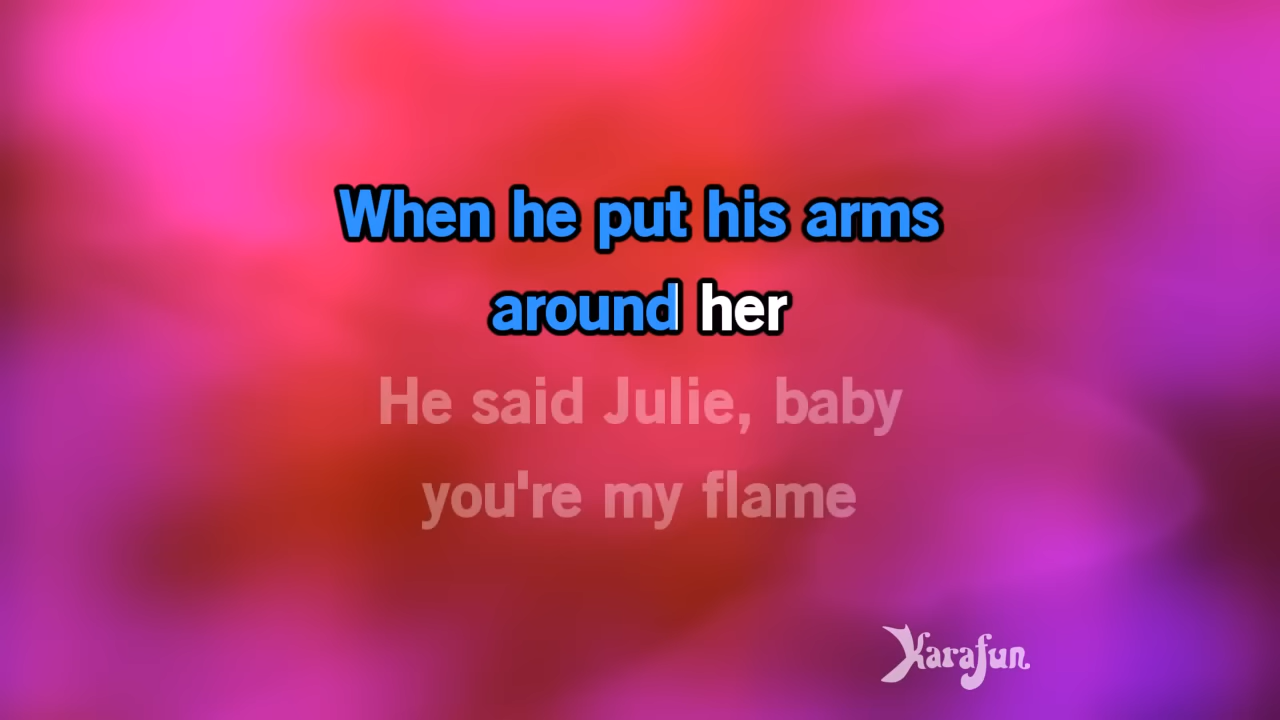 When he put his arms
around her
He said Julie, baby
you're my flame
Karafun